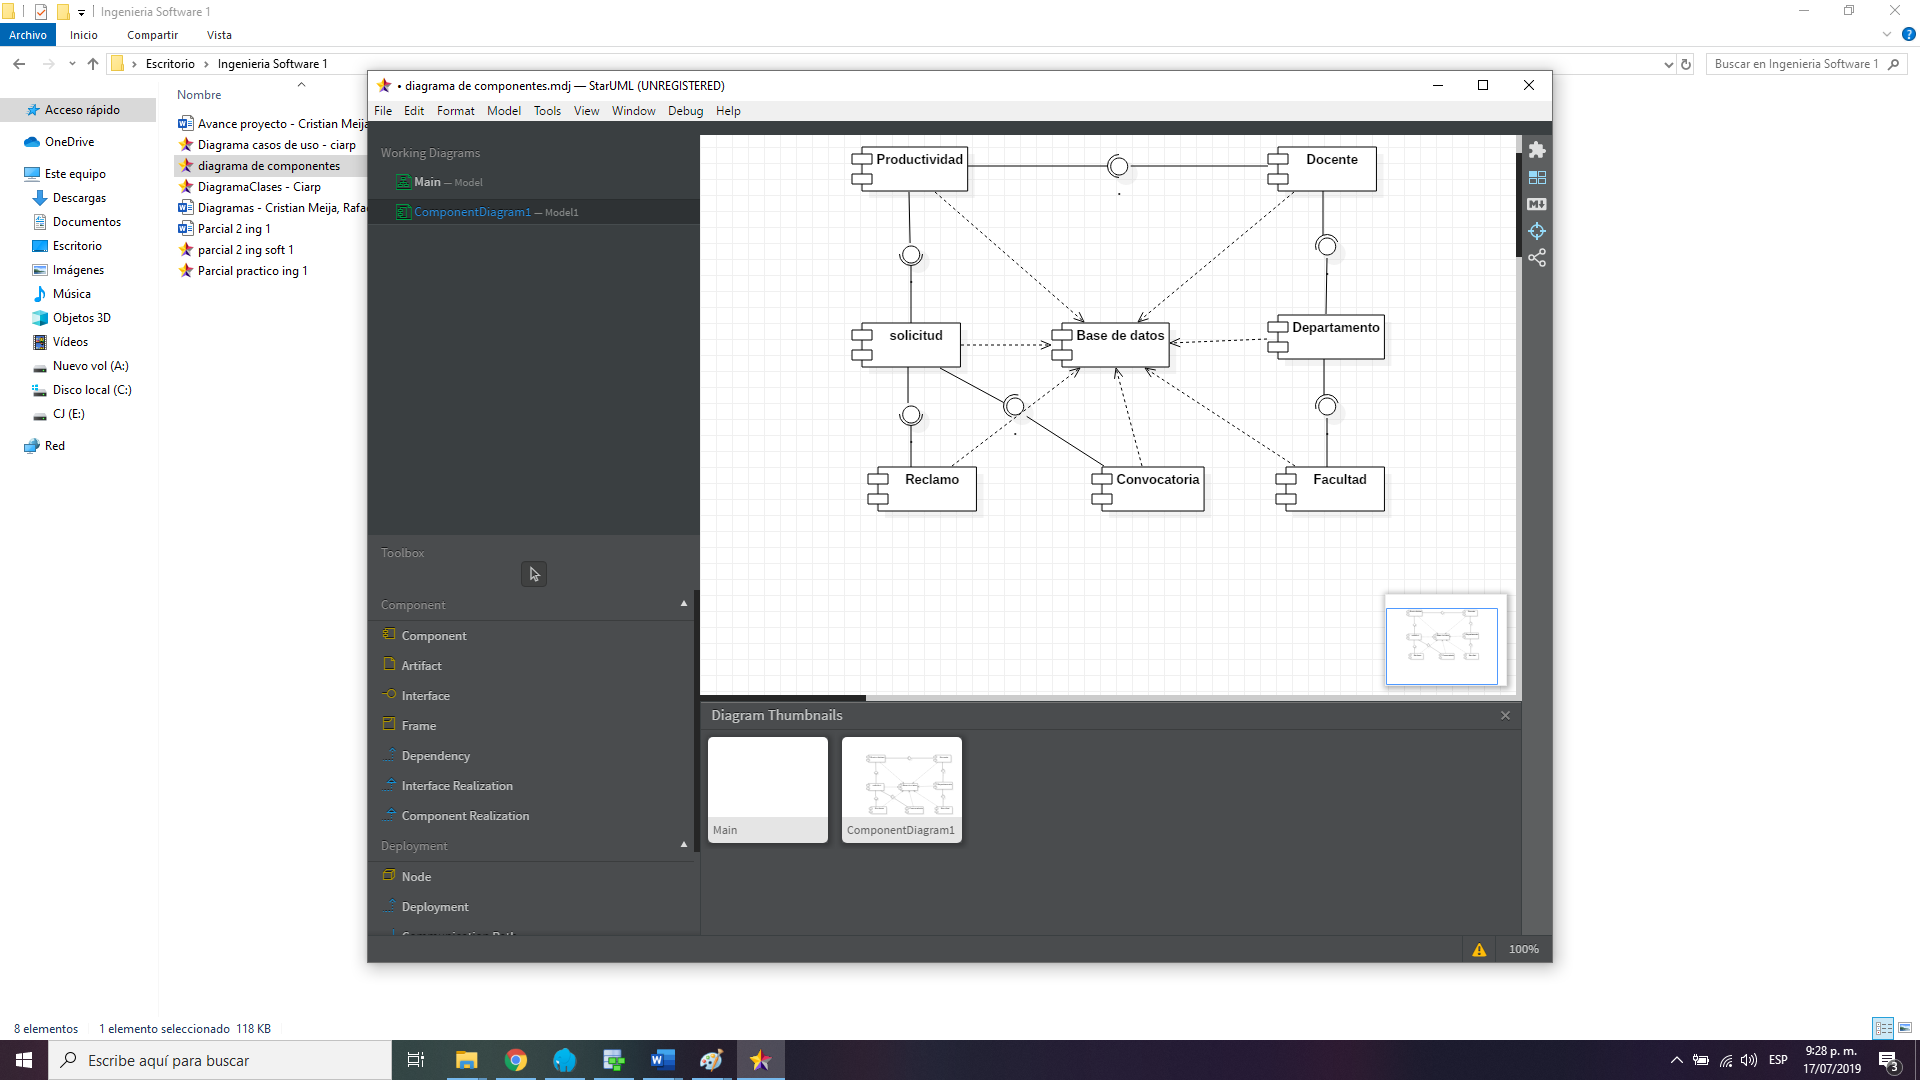 Ingenieria Software 1
Archivo Inicio Compartir Vista
Escritorio Ingenieria Software 1
Buscar en Ingenieria Software 1
Acceso rápido
OneDrive
Este equipo
Descargas
Documentos
Escritorio
Imágenes
Música
Objetos 3D
Vídeos
Nuevo vol (A:)
Disco local (C:)
CJ (E:)
Red
Nombre
Avance proyecto - Cristian Meija
Diagrama casos de uso - ciarp
diagrama de componentes
DiagramaClases - Ciarp
Diagramas - Cristian Meija, Rafa
Parcial 2 ing 1
parcial 2 ing soft 1
Parcial practico ing 1
• diagrama de componentes.mdj — StarUML (UNREGISTERED)
File Edit Format Model Tools View Window Debug Help
Working Diagrams
Main — Model
ComponentDiagram1 — Model1
Toolbox
Component
Component
Artifact
Interface
Frame
Dependency
Interface Realization
Component Realization
Deployment
Node
Deployment
Productividad
Docente
solicitud
Base de datos
Departamento
Reclamo
Convocatoria
Facultad
Diagram Thumbnails
Main
ComponentDiagram1
100%
8 elementos 1 elemento seleccionado 118 KB
Escribe aquí para buscar
ESP
9:28 p. m.
17/07/2019
3